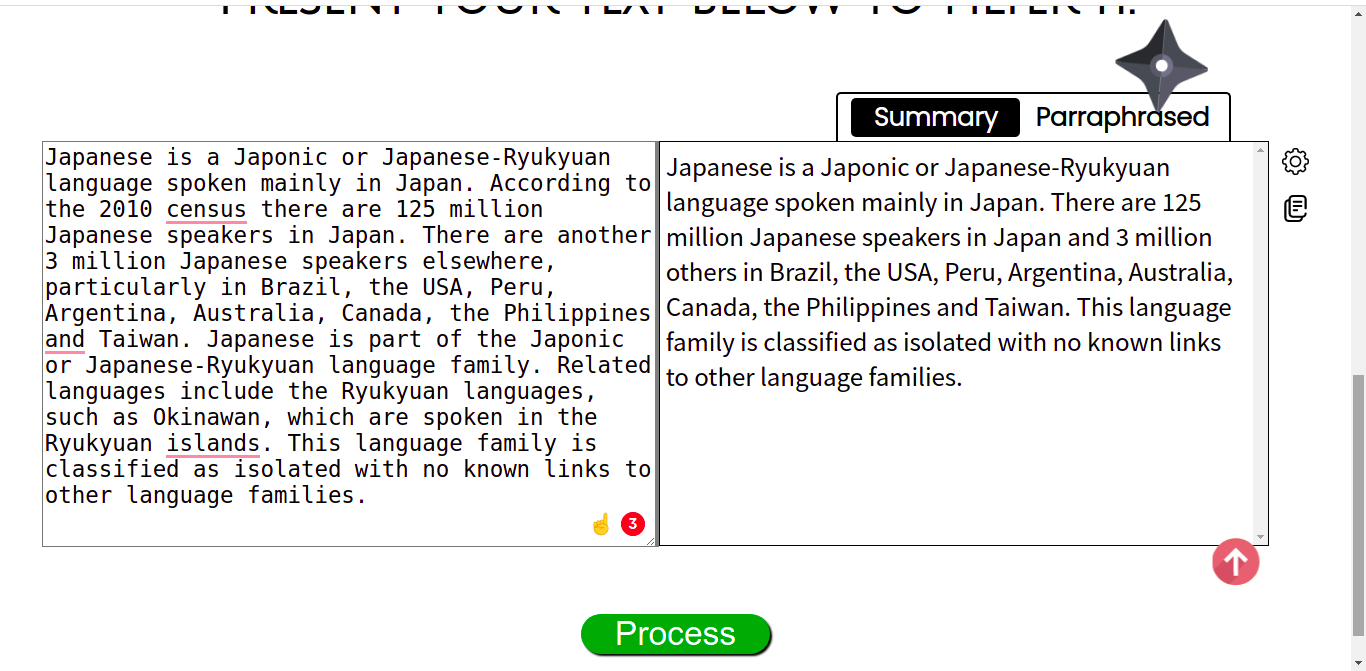 PRESENT YOUR TEXT BELOW TO FILTER IT.
Summary Parraphrased
Japanese is a Japonic or Japanese-Ryukyuan
language spoken mainly in Japan. According to
the 2010 census there are 125 million
Japanese speakers in Japan. There are another
3 million Japanese speakers elsewhere,
particularly in Brazil, the USA, Peru,
Argentina, Australia, Canada, the Philippines
and Taiwan. Japanese is part of the Japonic
or Japanese-Ryukyuan language family. Related
languages include the Ryukyuan languages,
such as Okinawan, which are spoken in the
Ryukyuan islands. This language family is
classified as isolated with no known links to
other language families.
3
Japanese is a Japonic or Japanese-Ryukyuan
language spoken mainly in Japan. There are 125
million Japanese speakers in Japan and 3 million
others in Brazil, the USA, Peru, Argentina, Australia,
Canada, the Philippines and Taiwan. This language
family is classified as isolated with no known links
to other language families.
Process